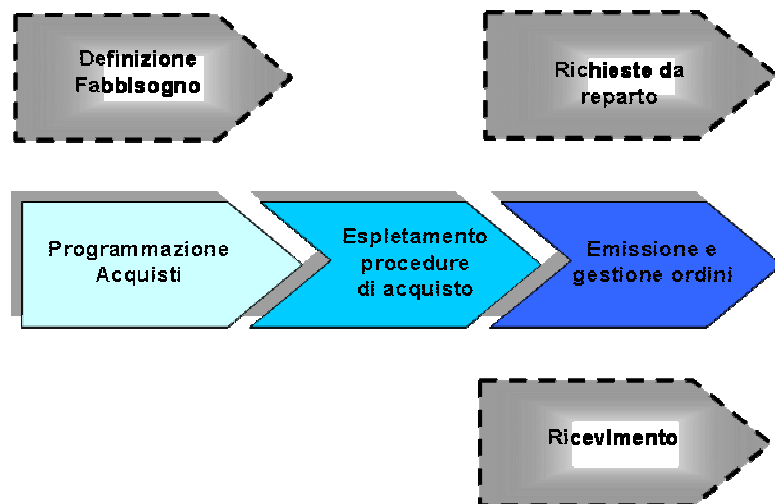 Definizione
Fabbisogno
Richieste da
reparto
Programmazione
Acquisti
Espletamento
procedure
di acquisto
Emissione e
gestione ordini
Ricevimento